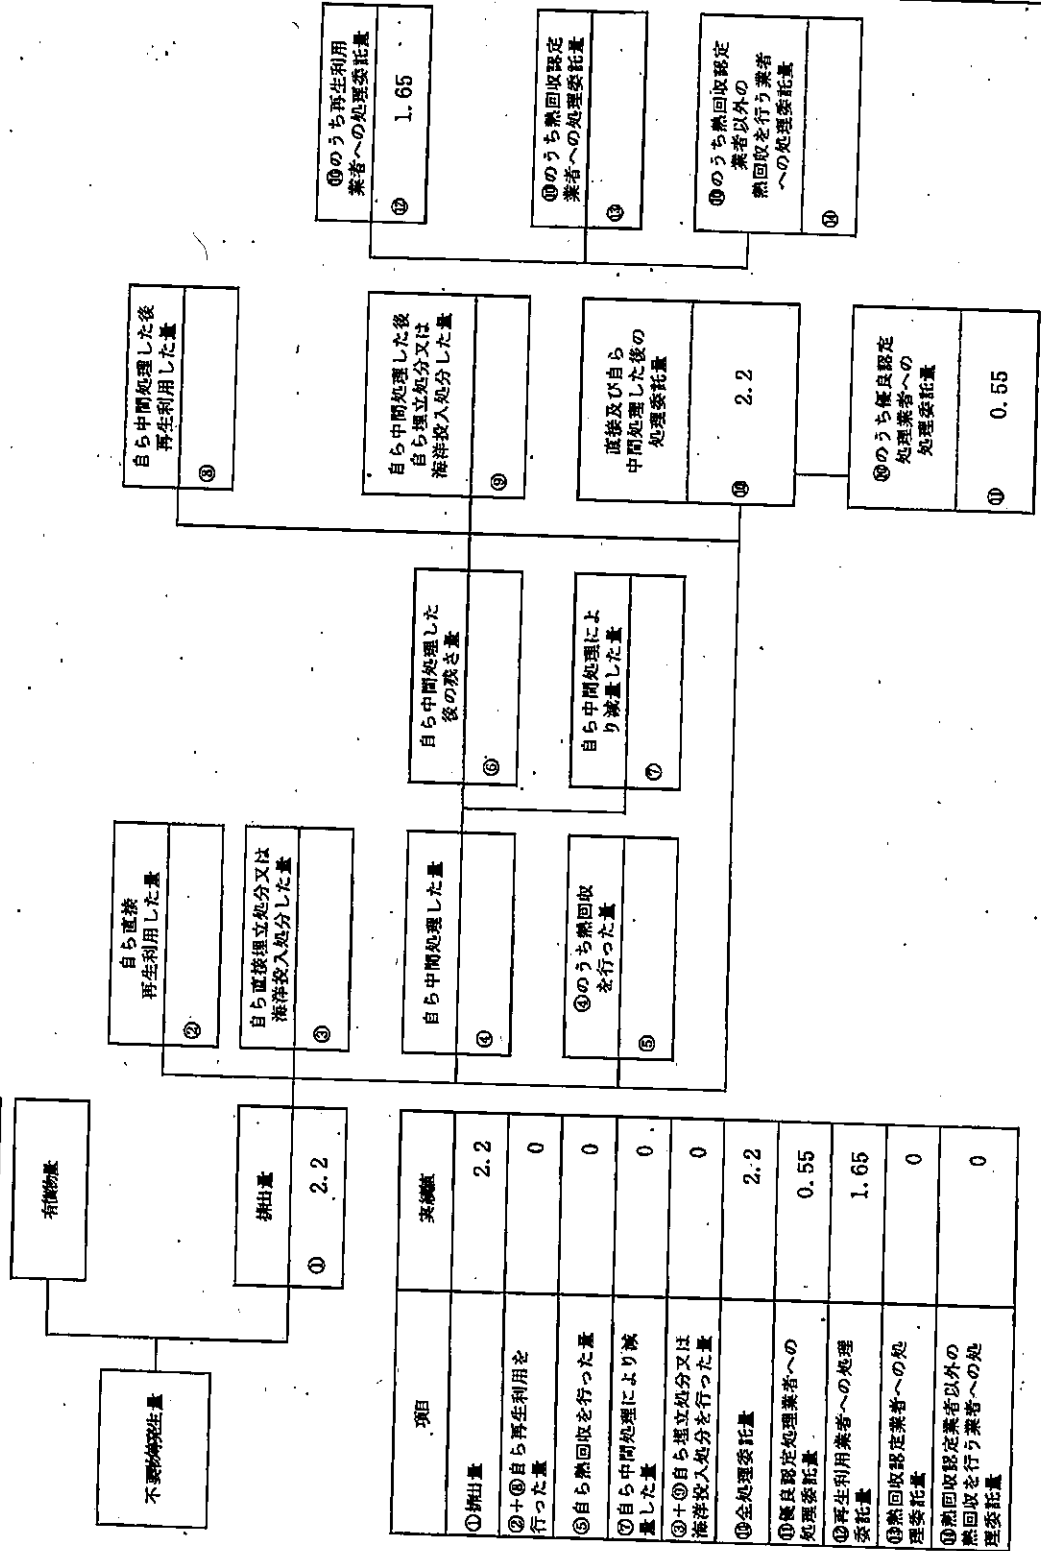 不要物等発生量
有償物量
排出量
① 2.2
自ら直接
再生利用した量
②
自ら直接埋立処分又は
海洋投入処分した量
③
自ら中間処理した量
④
④のうち熱回収
を行った量
⑤
自ら中間処理した
後の残さ量
⑥
自ら中間処理によ
り減量した量
⑦
自ら中間処理した後
再生利用した量
⑧
自ら中間処理した後
自ら埋立処分又は
海洋投入処分した量
⑨
直接及び自ら
中間処理した後の
処理委託量
⑩ 2.2
⑩のうち優良認定
処理業者への
処理委託量
⑪ 0.55
⑩のうち再生利用
業者への処理委託量
⑫ 1.65
⑩のうち熱回収認定
業者への処理委託量
⑬
⑩のうち熱回収認定
業者以外の
熱回収を行う業者
への処理委託量
⑭
項目 実績値
①排出量 2.2
②+⑧自ら再生利用を
行った量 0
⑤自ら熱回収を行った量 0
⑦自ら中間処理により減
量した量 0
③+⑨自ら埋立処分又は
海洋投入処分を行った量 0
⑩全処理委託量 2.2
⑪優良認定処理業者への
処理委託量 0.55
⑫再生利用業者への処理
委託量 1.65
⑬熱回収認定業者への処
理委託量 0
⑭熱回収認定業者以外の
熱回収を行う業者への処
理委託量 0